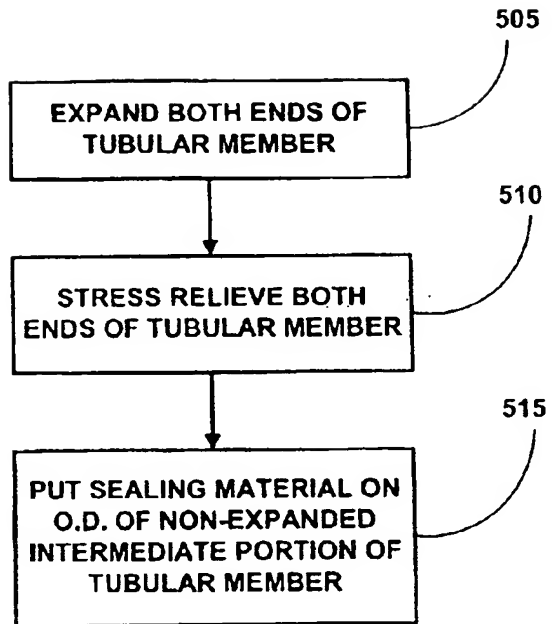 505
EXPAND BOTH ENDS OF
TUBULAR MEMBER
510
STRESS RELIEVE BOTH
ENDS OF TUBULAR MEMBER
515
PUT SEALING MATERIAL ON
O.D. OF NON-EXPANDED
INTERMEDIATE PORTION OF
TUBULAR MEMBER